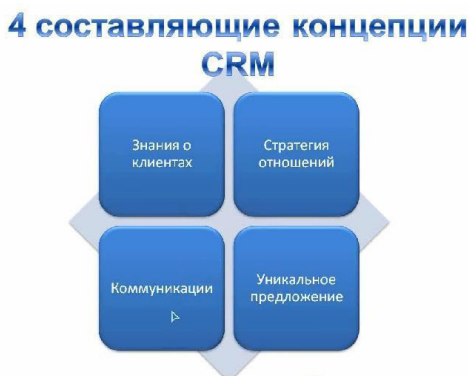 4 составляющие концепции
CRM
Знания о
клиентах
Стратегия
отношений
Коммуникации
Уникальное
предложение